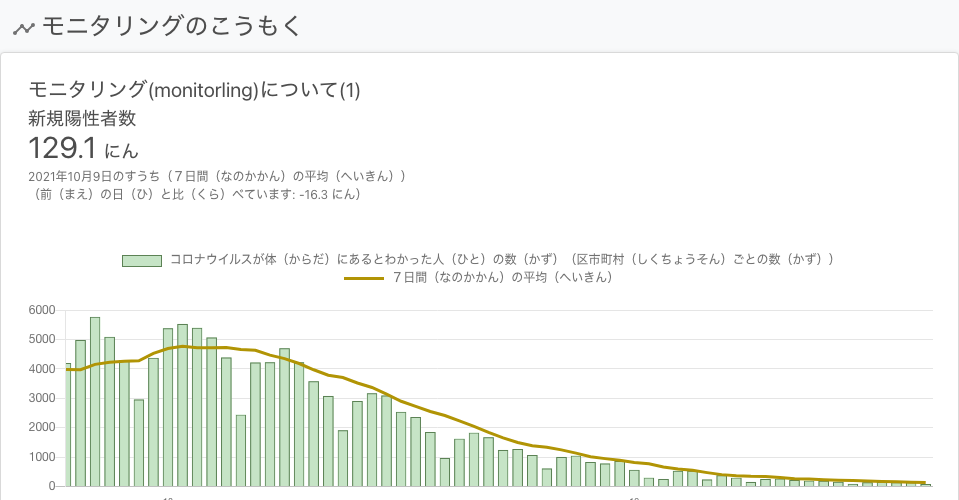 モニタリングのこうもく
モニタリング(monitorling)について(1)
新規陽性者数
129.1 にん
2021年10月9日のすうち（７日間（なのかかん）の平均（へいきん））
（前（まえ）の日（ひ）と比（くら）べています: -16.3 にん）
コロナウイルスが体（からだ）にあるとわかった人（ひと）の数（かず）（区市町村（しくちょうそん）ごとの数（かず））
７日間（なのかかん）の平均（へいきん）
6000
5000
4000
3000
2000
1000
0